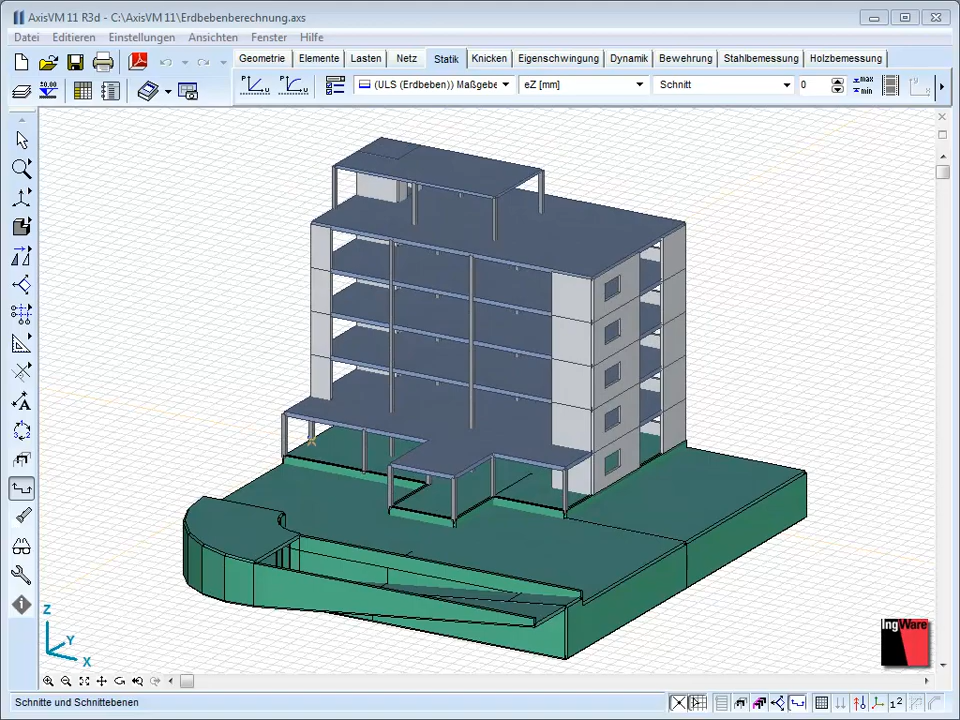 AxisVM 11 R3d - C:\AxisVM 11\Erdbebenberechnung.axs
Datei Editieren Einstellungen Ansichten Fenster Hilfe
Geometrie Elemente Lasten Netz Statik Knicken Eigenschwingung Dynamik Bewehrung Stahlbemessung Holzbemessung
(ULS (Erdbeben)) Maßgebe eZ [mm] Schnitt 0 max min
Z
Y
X
IngWare
Schnitte und Schnittebenen